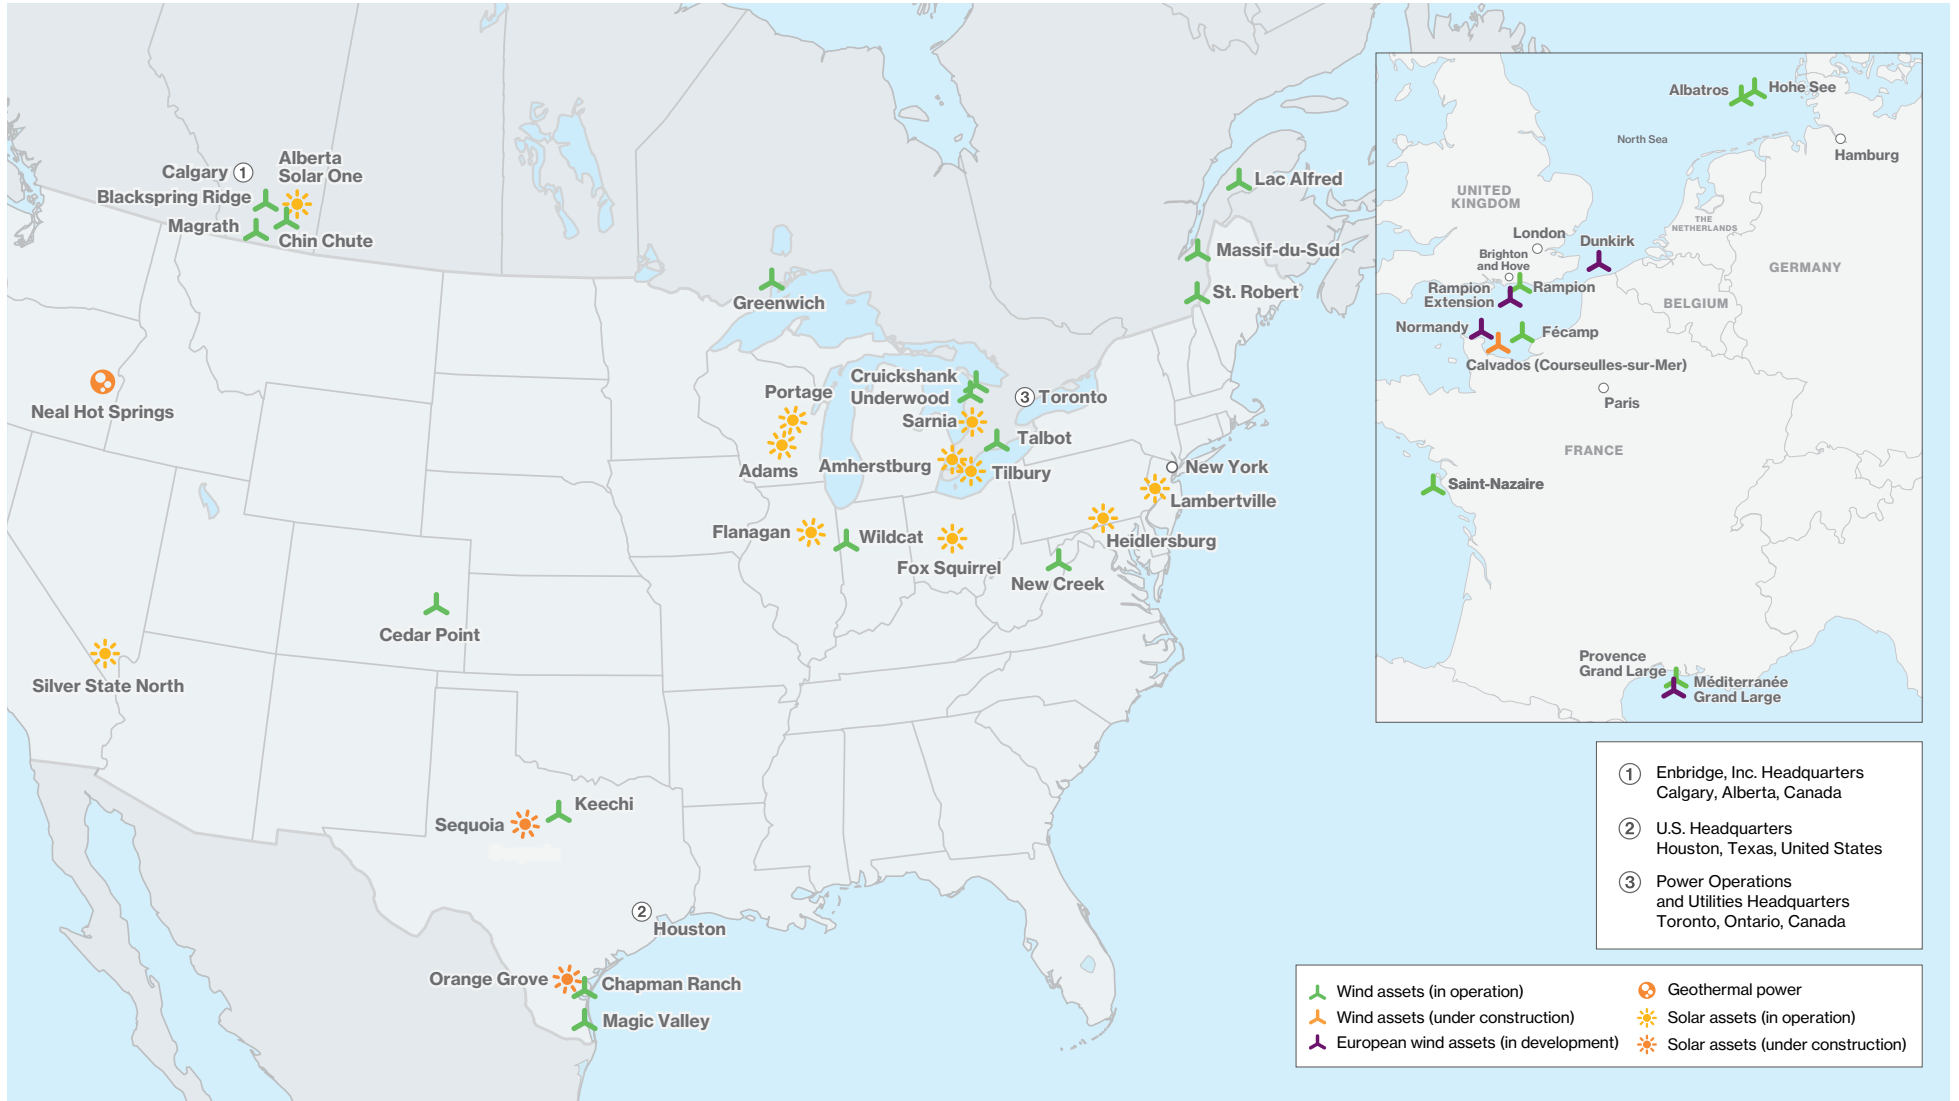 Calgary 1
Alberta
Solar One
Blackspring Ridge
Magrath
Chin Chute
Greenwich
Lac Alfred
Massif-du-Sud
St. Robert
Neal Hot Springs
Portage
Adams
Cruickshank
Underwood
Sarnia
3 Toronto
Talbot
Amherstburg
Tilbury
New York
Lambertville
Heidlersburg
Flanagan
Wildcat
Fox Squirrel
New Creek
Cedar Point
Silver State North
Keechi
Sequoia
2
Houston
Orange Grove
Chapman Ranch
Magic Valley
Albatros
Hohe See
North Sea
Hamburg
UNITED
KINGDOM
THE
NETHERLANDS
London
Dunkirk
Brighton
and Hove
GERMANY
Rampion
Extension
Rampion
BELGIUM
Normandy
Fécamp
Calvados (Courseulles-sur-Mer)
Paris
FRANCE
Saint-Nazaire
Provence
Grand Large
Méditerranée
Grand Large
1 Enbridge, Inc. Headquarters
Calgary, Alberta, Canada
2 U.S. Headquarters
Houston, Texas, United States
3 Power Operations
and Utilities Headquarters
Toronto, Ontario, Canada
Wind assets (in operation)
Wind assets (under construction)
European wind assets (in development)
Geothermal power
Solar assets (in operation)
Solar assets (under construction)